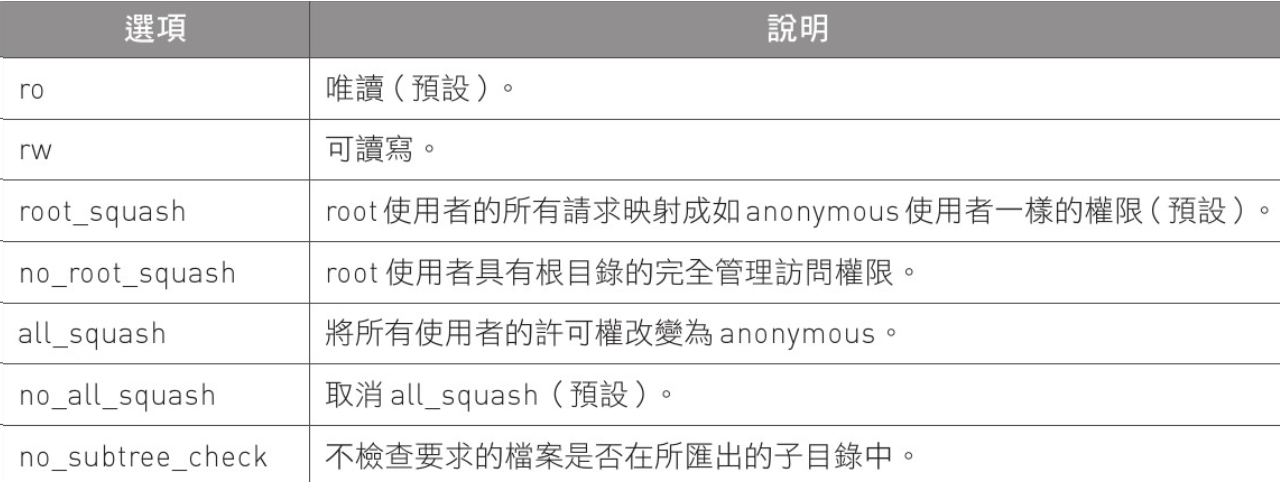 選項 說明
ro 唯讀（預設）。
rw 可讀寫。
root_squash root 使用者的所有請求映射成如 anonymous 使用者一樣的權限（預設）。
no_root_squash root 使用者具有根目錄的完全管理訪問權限。
all_squash 將所有使用者的許可權改變為 anonymous。
no_all_squash 取消 all_squash（預設）。
no_subtree_check 不檢查要求的檔案是否在所匯出的子目錄中。